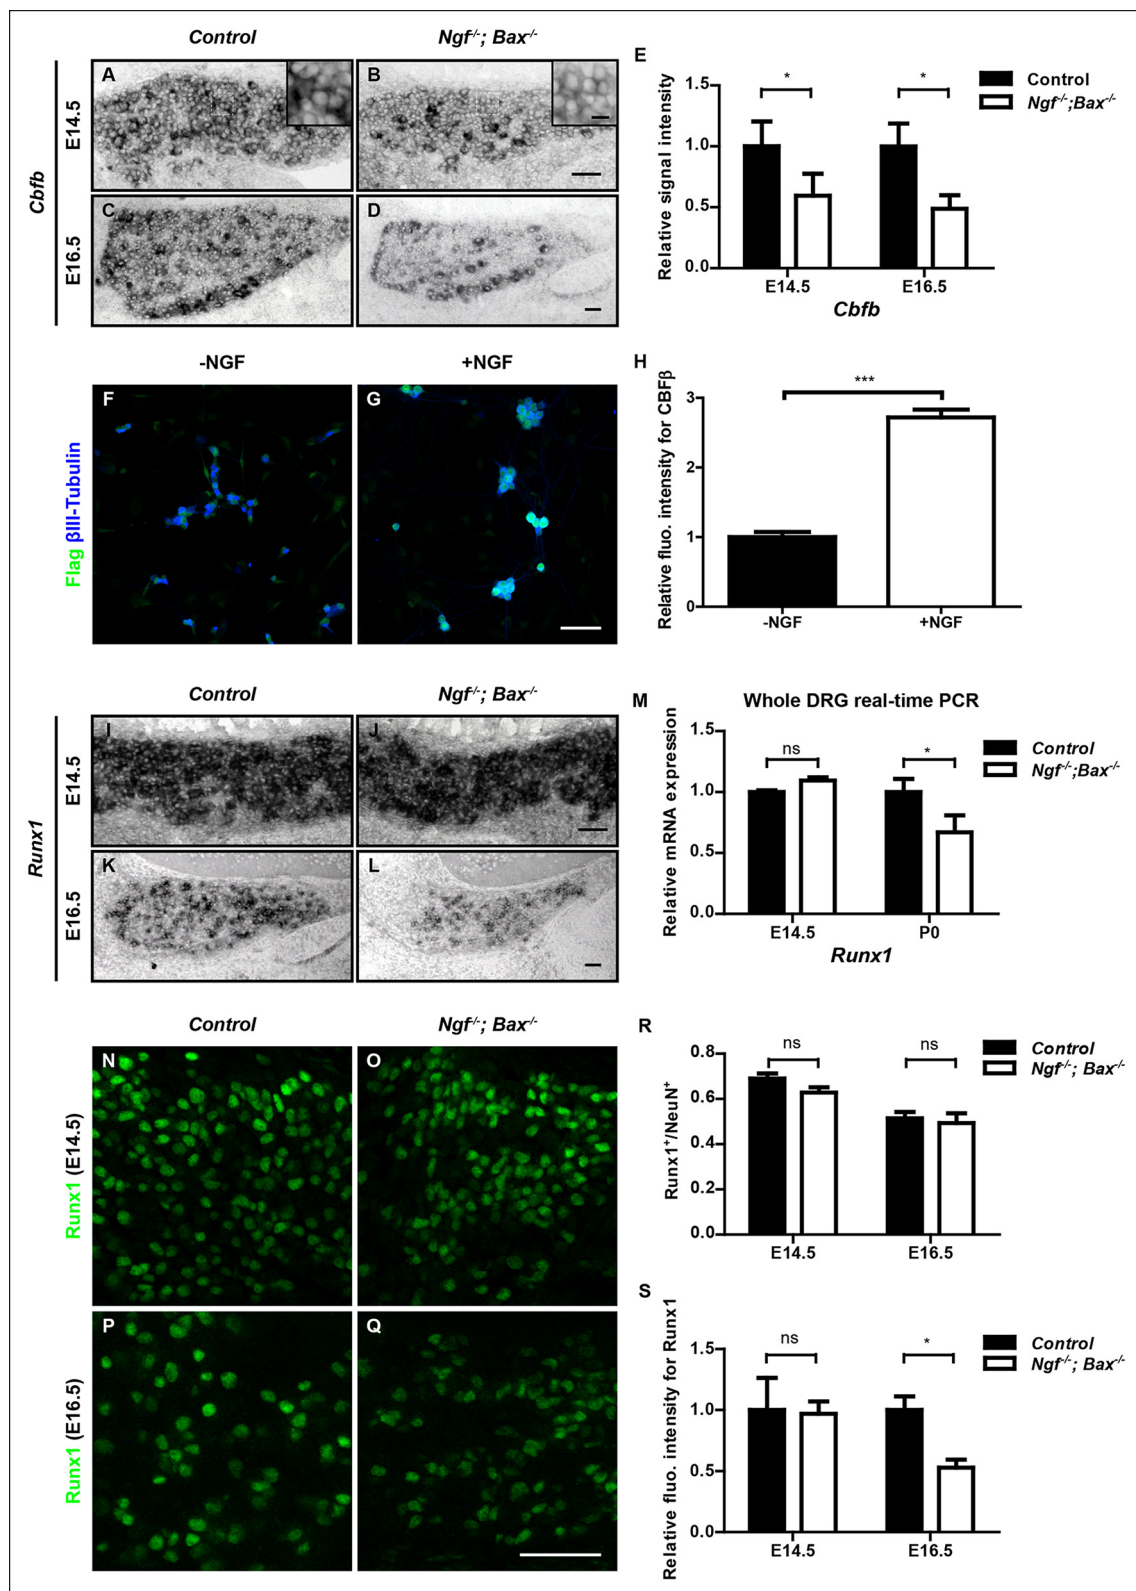 Control
Ngf-/-; Bax-/-
Cbfb
E14.5
A
B
E16.5
C
D
E
Relative signal intensity
1.5
1.0
0.5
0.0
*
*
E14.5
E16.5
Cbfb
Control
Ngf-/-;Bax-/-
-NGF
+NGF
Flag βIII-Tubulin
F
G
H
Relative fluo. intensity for CBFβ
3
2
1
0
***
-NGF
+NGF
Control
Ngf-/-; Bax-/-
Runx1
E14.5
I
J
E16.5
K
L
M
Whole DRG real-time PCR
Relative mRNA expression
1.5
1.0
0.5
0.0
ns
*
E14.5
P0
Runx1
Control
Ngf-/-;Bax-/-
Control
Ngf-/-; Bax-/-
Runx1 (E14.5)
N
O
Runx1 (E16.5)
P
Q
R
Runx1+/NeuN+
0.8
0.6
0.4
0.2
0.0
ns
ns
E14.5
E16.5
Control
Ngf-/-; Bax-/-
S
Relative fluo. intensity for Runx1
1.5
1.0
0.5
0.0
ns
*
E14.5
E16.5
Control
Ngf-/-; Bax-/-